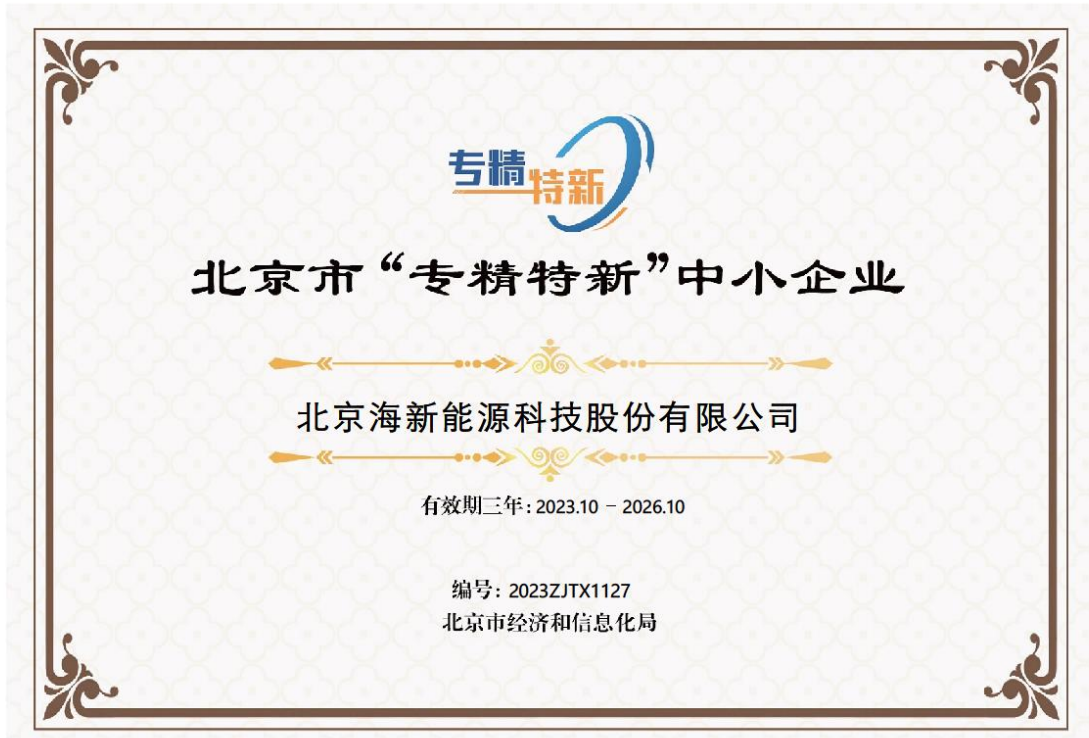 专精
特新
北京市“专精特新”中小企业
北京海新能源科技股份有限公司
有效期三年: 2023.10 - 2026.10
编号: 2023ZJTX1127
北京市经济和信息化局